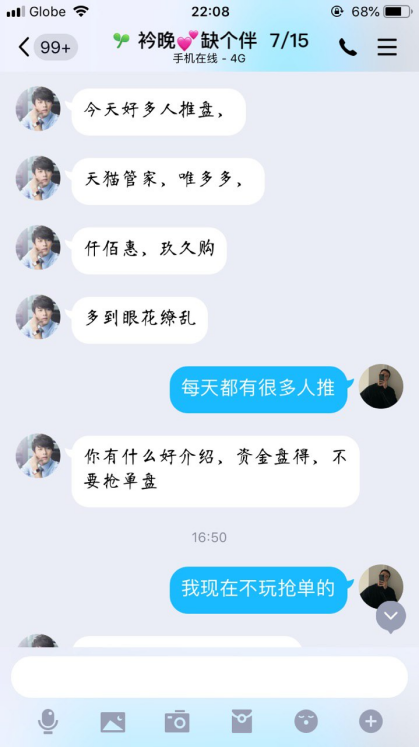 Globe
22:08
68%
99+
衿晚💕缺个伴 7/15
手机在线 - 4G
今天好多人推盘，
天猫管家，唯多多，
仟佰惠，玖久购
多到眼花缭乱
每天都有很多人推
你有什么好介绍，资金盘得，不
要抢单盘
16:50
我现在不玩抢单的